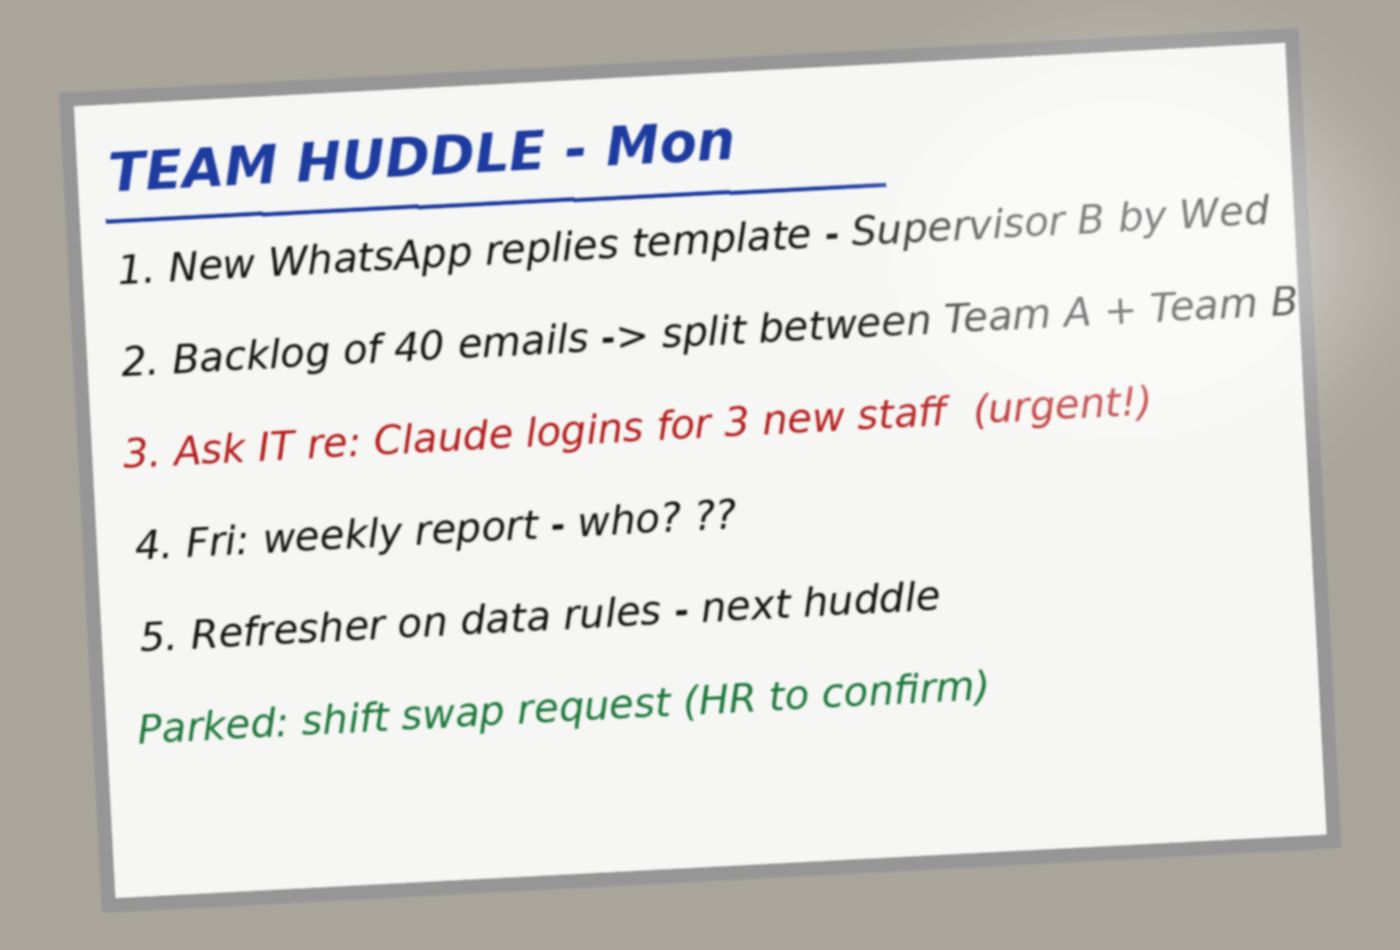 TEAM HUDDLE - Mon
1. New WhatsApp replies template - Supervisor B by Wed
2. Backlog of 40 emails -> split between Team A + Team B
3. Ask IT re: Claude logins for 3 new staff (urgent!)
4. Fri: weekly report - who? ??
5. Refresher on data rules - next huddle
Parked: shift swap request (HR to confirm)